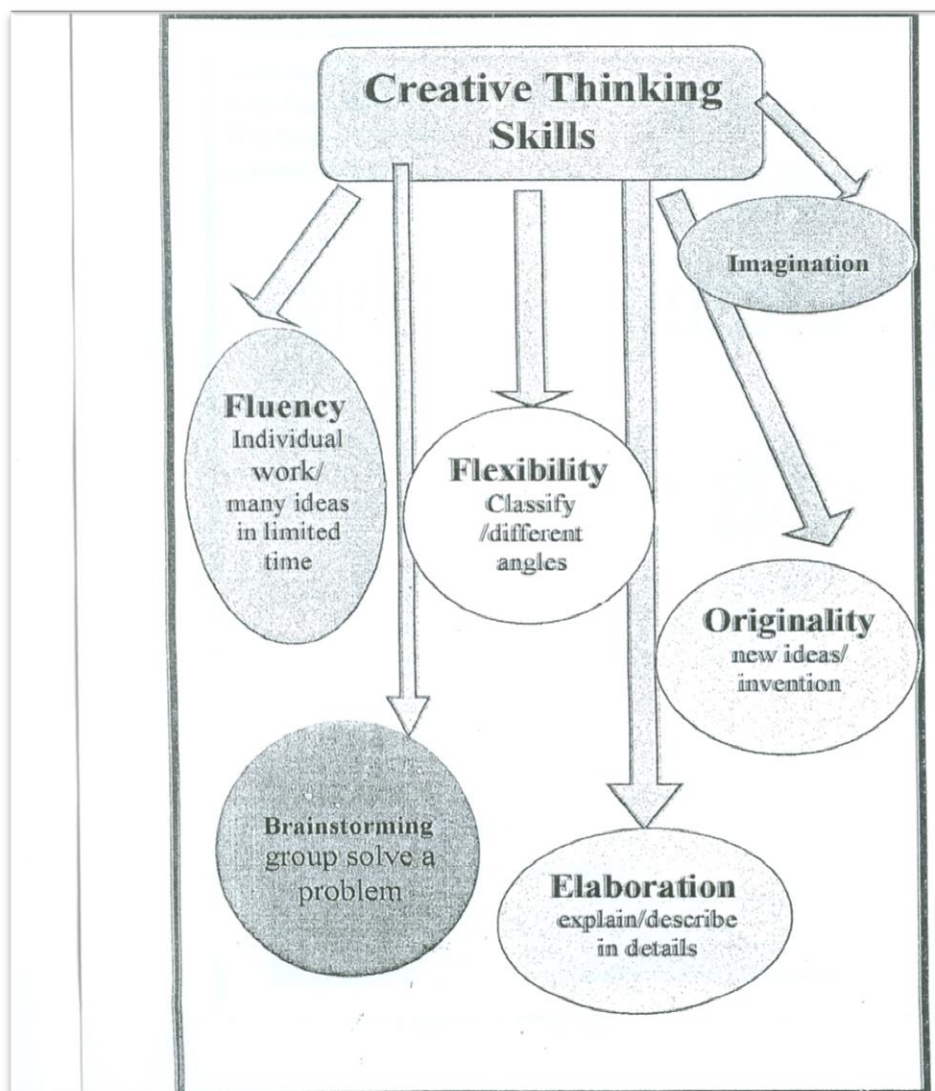 Creative Thinking
Skills
Imagination
Fluency
Individual
work/
many ideas
in limited
time
Flexibility
Classify
/different
angles
Originality
new ideas/
invention
Brainstorming
group solve a
problem
Elaboration
explain/describe
in details